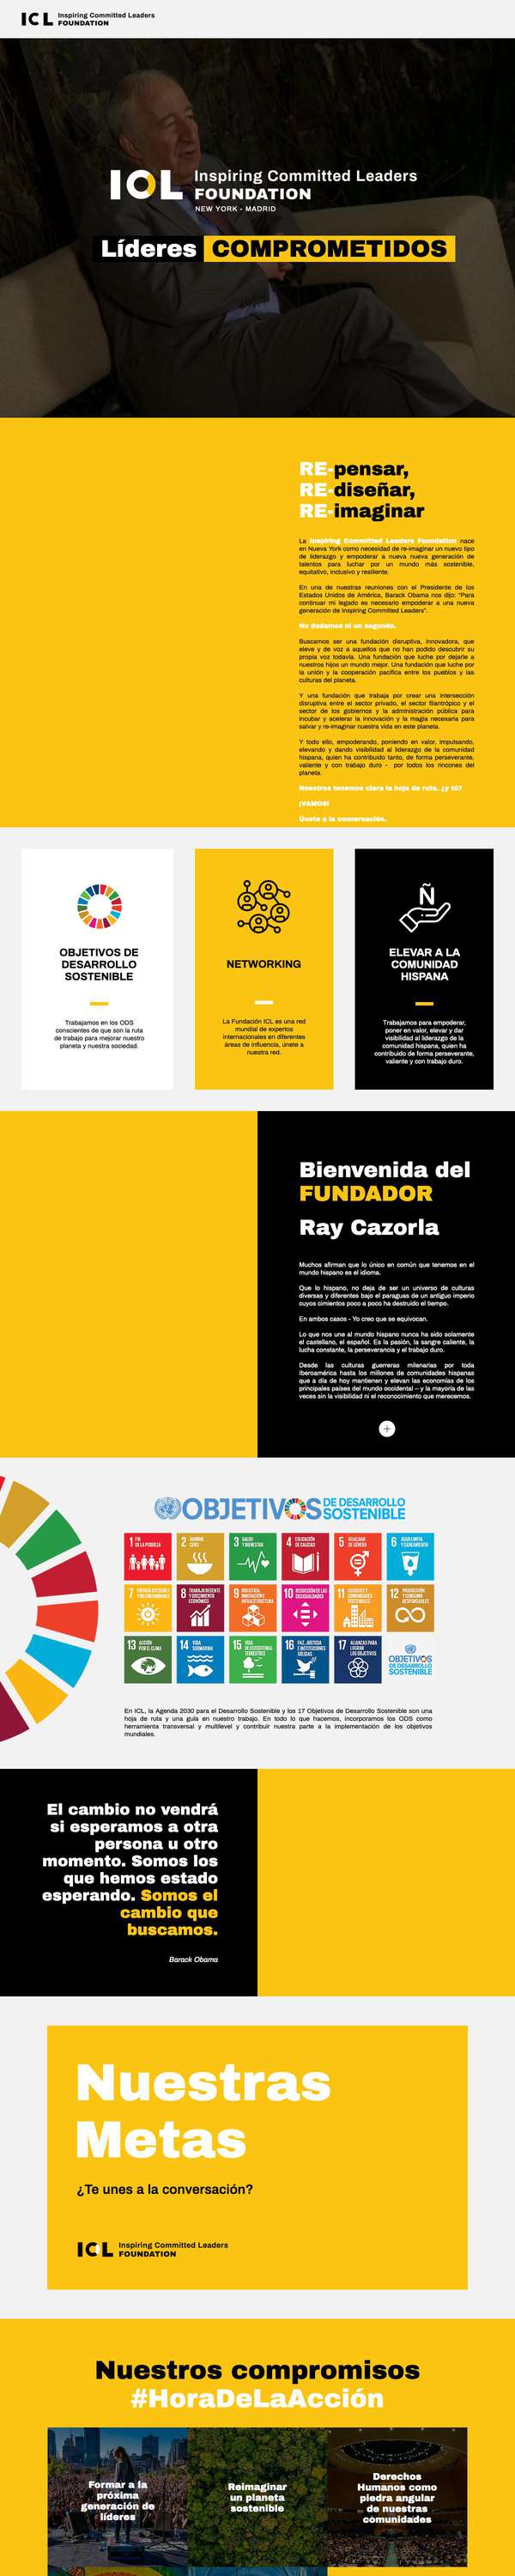 ICL Inspiring Committed Leaders
FOUNDATION
ICL Inspiring Committed Leaders
FOUNDATION
NEW YORK - MADRID
Líderes COMPROMETIDOS
RE-pensar,
RE-diseñar,
RE-imaginar
La Inspiring Committed Leaders Foundation nace
en Nueva York como necesidad de re-imaginar un nuevo tipo
de liderazgo y empoderar a nueva nueva generación de
talentos para luchar por un mundo más sostenible,
equitativo, inclusivo y resiliente.
En una de nuestras reuniones con el Presidente de los
Estados Unidos de América, Barack Obama nos dijo: "Para
continuar mi legado es necesario empoderar a una nueva
generación de Inspiring Committed Leaders".
No dudamos ni un segundo.
Buscamos ser una fundación disruptiva, innovadora, que
eleve y de voz a aquellos que no han podido descubrir su
propia voz todavía. Una fundación que luche por dejarle a
nuestros hijos un mundo mejor. Una fundación que luche por
la unión y la cooperación pacífica entre los pueblos y las
culturas del planeta.
Y una fundación que trabaja por crear una intersección
disruptiva entre el sector privado, el sector filantrópico y el
sector de los gobiernos y la administración pública para
incubar y acelerar la innovación y la magia necesaria para
salvar y re-imaginar nuestra vida en este planeta.
Y todo ello, empoderando, poniendo en valor, impulsando,
elevando y dando visibilidad al liderazgo de la comunidad
hispana, quien ha contribuido tanto, de forma perseverante,
valiente y con trabajo duro - por todos los rincones del
planeta.
Nosotros tenemos clara la hoja de ruta. ¿y tú?
¡VAMOS!
Únete a la conversación.
OBJETIVOS DE
DESARROLLO
SOSTENIBLE
Trabajamos en los ODS
conscientes de que son la ruta
de trabajo para mejorar nuestro
planeta y nuestra sociedad.
NETWORKING
La Fundación ICL es una red
mundial de expertos
internacionales en diferentes
áreas de influencia, únete a
nuestra red.
Ñ
ELEVAR A LA
COMUNIDAD
HISPANA
Trabajamos para empoderar,
poner en valor, elevar y dar
visibilidad al liderazgo de la
comunidad hispana, quien ha
contribuido de forma perseverante,
valiente y con trabajo duro.
Bienvenida del
FUNDADOR
Ray Cazorla
Muchos afirman que lo único en común que tenemos en el
mundo hispano es el idioma.
Que lo hispano, no deja de ser un universo de culturas
diversas y diferentes bajo el paraguas de un antiguo imperio
cuyos cimientos poco a poco ha destruido el tiempo.
En ambos casos - Yo creo que se equivocan.
Lo que nos une al mundo hispano nunca ha sido solamente
el castellano, el español. Es la pasión, la sangre caliente, la
lucha constante, la perseverancia y el trabajo duro.
Desde las culturas guerreras milenarias por toda
Iberoamérica hasta los millones de comunidades hispanas
que a día de hoy mantienen y elevan las economías de los
principales países del mundo occidental – y la mayoría de las
veces sin la visibilidad ni el reconocimiento que merecemos.
OBJETIVOS DE DESARROLLO
SOSTENIBLE
1 FIN
DE LA POBREZA
2 HAMBRE
CERO
3 SALUD
Y BIENESTAR
4 EDUCACIÓN
DE CALIDAD
5 IGUALDAD
DE GÉNERO
6 AGUA LIMPIA
Y SANEAMIENTO
7 ENERGÍA ASEQUIBLE
Y NO CONTAMINANTE
8 TRABAJO DECENTE
Y CRECIMIENTO
ECONÓMICO
9 INDUSTRIA,
INNOVACIÓN E
INFRAESTRUCTURA
10 REDUCCIÓN DE LAS
DESIGUALDADES
11 CIUDADES Y
COMUNIDADES
SOSTENIBLES
12 PRODUCCIÓN
Y CONSUMO
RESPONSABLES
13 ACCIÓN
POR EL CLIMA
14 VIDA
SUBMARINA
15 VIDA
DE ECOSISTEMAS
TERRESTRES
16 PAZ, JUSTICIA
E INSTITUCIONES
SÓLIDAS
17 ALIANZAS PARA
LOGRAR
LOS OBJETIVOS
OBJETIVOS
DE DESARROLLO
SOSTENIBLE
En ICL, la Agenda 2030 para el Desarrollo Sostenible y los 17 Objetivos de Desarrollo Sostenible son una
hoja de ruta y una guía en nuestro trabajo. En todo lo que hacemos, incorporamos los ODS como
herramienta transversal y multilevel y contribuir nuestra parte a la implementación de los objetivos
mundiales.
El cambio no vendrá
si esperamos a otra
persona u otro
momento. Somos los
que hemos estado
esperando. Somos el
cambio que
buscamos.
Barack Obama
Nuestras
Metas
¿Te unes a la conversación?
ICL Inspiring Committed Leaders
FOUNDATION
Nuestros compromisos
#HoraDeLaAcción
Formar a la
próxima
generación de
líderes
Reimaginar
un planeta
sostenible
Derechos
Humanos como
piedra angular
de nuestras
comunidades